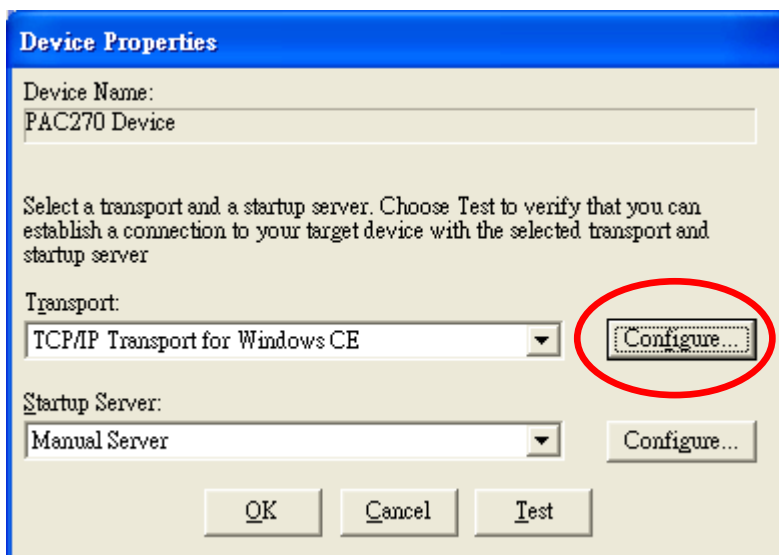 Device Properties
Device Name:
PAC270 Device
Select a transport and a startup server. Choose Test to verify that you can
establish a connection to your target device with the selected transport and
startup server
Transport:
TCP/IP Transport for Windows CE
Configure...
Startup Server:
Manual Server
Configure...
OK Cancel Test